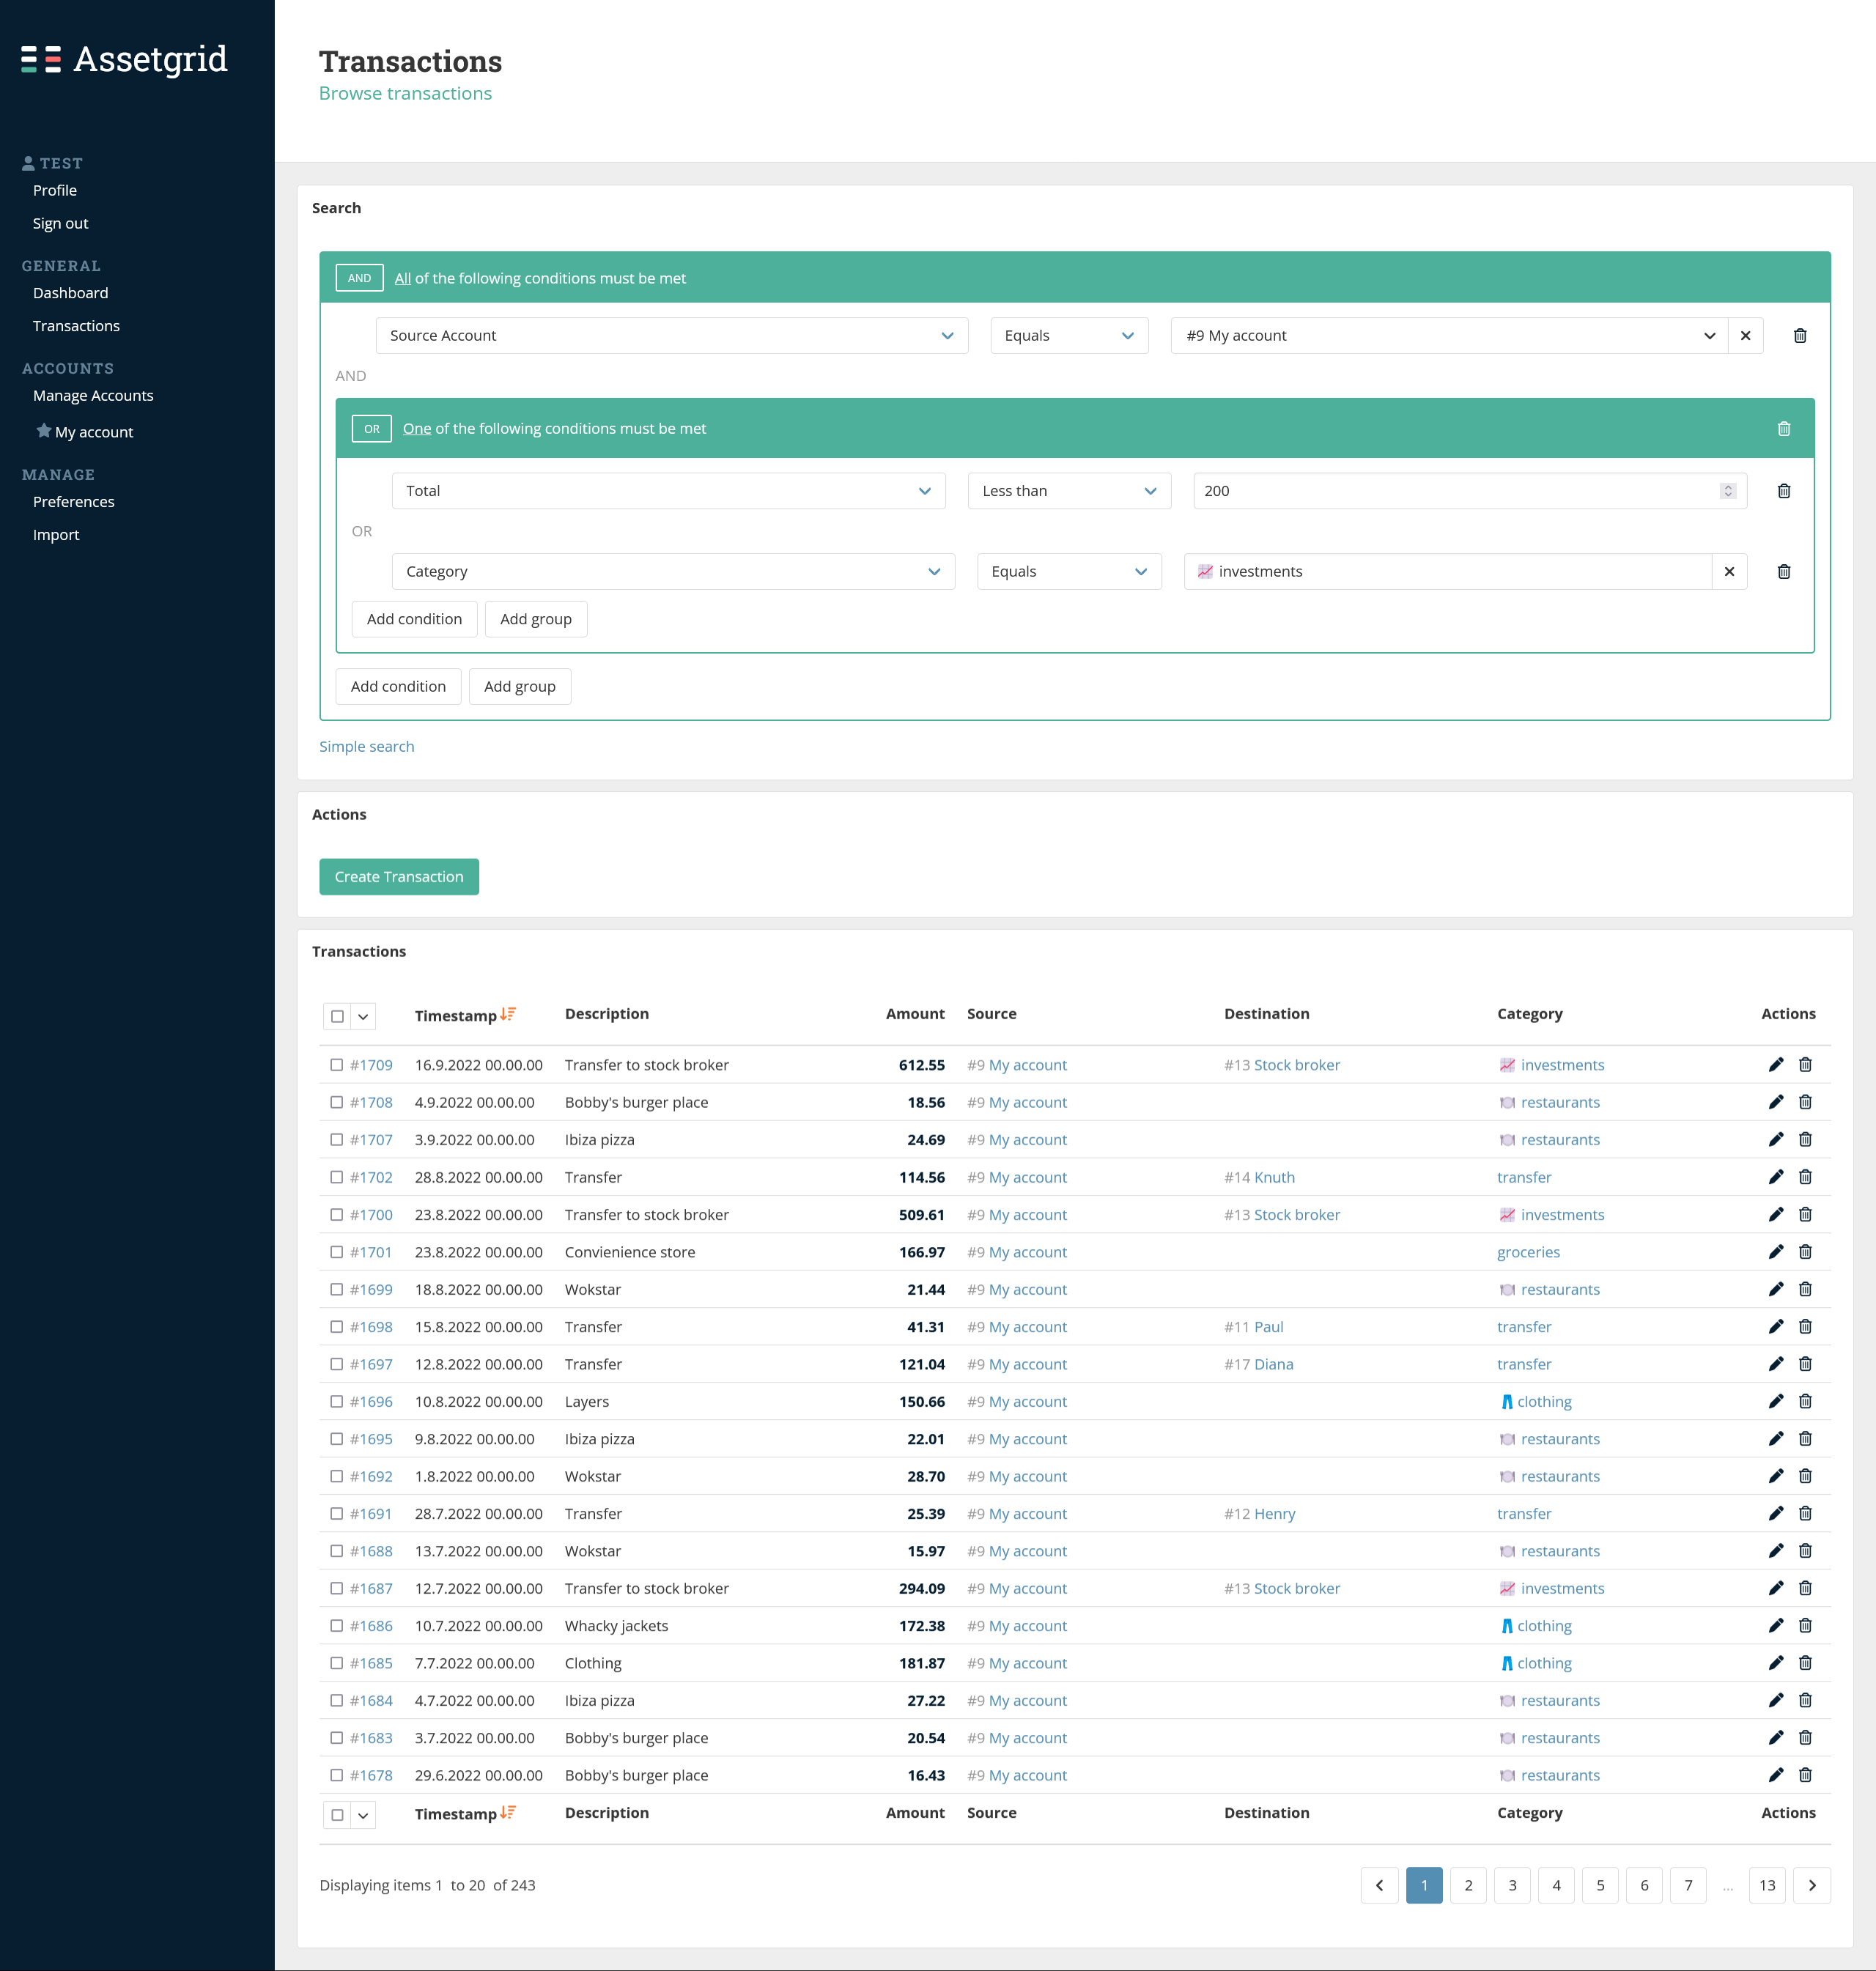 Assetgrid
TEST
Profile
Sign out
GENERAL
Dashboard
Transactions
ACCOUNTS
Manage Accounts
My account
MANAGE
Preferences
Import
Transactions
Browse transactions
Search
AND All of the following conditions must be met
Source Account Equals #9 My account
AND
OR One of the following conditions must be met
Total Less than 200
OR
Category Equals investments
Add condition Add group
Add condition Add group
Simple search
Actions
Create Transaction
Transactions
Timestamp Description Amount Source Destination Category Actions
#1709 16.9.2022 00.00.00 Transfer to stock broker 612.55 #9 My account #13 Stock broker investments
#1708 4.9.2022 00.00.00 Bobby's burger place 18.56 #9 My account restaurants
#1707 3.9.2022 00.00.00 Ibiza pizza 24.69 #9 My account restaurants
#1702 28.8.2022 00.00.00 Transfer 114.56 #9 My account #14 Knuth transfer
#1700 23.8.2022 00.00.00 Transfer to stock broker 509.61 #9 My account #13 Stock broker investments
#1701 23.8.2022 00.00.00 Convienience store 166.97 #9 My account groceries
#1699 18.8.2022 00.00.00 Wokstar 21.44 #9 My account restaurants
#1698 15.8.2022 00.00.00 Transfer 41.31 #9 My account #11 Paul transfer
#1697 12.8.2022 00.00.00 Transfer 121.04 #9 My account #17 Diana transfer
#1696 10.8.2022 00.00.00 Layers 150.66 #9 My account clothing
#1695 9.8.2022 00.00.00 Ibiza pizza 22.01 #9 My account restaurants
#1692 1.8.2022 00.00.00 Wokstar 28.70 #9 My account restaurants
#1691 28.7.2022 00.00.00 Transfer 25.39 #9 My account #12 Henry transfer
#1688 13.7.2022 00.00.00 Wokstar 15.97 #9 My account restaurants
#1687 12.7.2022 00.00.00 Transfer to stock broker 294.09 #9 My account #13 Stock broker investments
#1686 10.7.2022 00.00.00 Whacky jackets 172.38 #9 My account clothing
#1685 7.7.2022 00.00.00 Clothing 181.87 #9 My account clothing
#1684 4.7.2022 00.00.00 Ibiza pizza 27.22 #9 My account restaurants
#1683 3.7.2022 00.00.00 Bobby's burger place 20.54 #9 My account restaurants
#1678 29.6.2022 00.00.00 Bobby's burger place 16.43 #9 My account restaurants
Timestamp Description Amount Source Destination Category Actions
Displaying items 1 to 20 of 243 1 2 3 4 5 6 7 ... 13